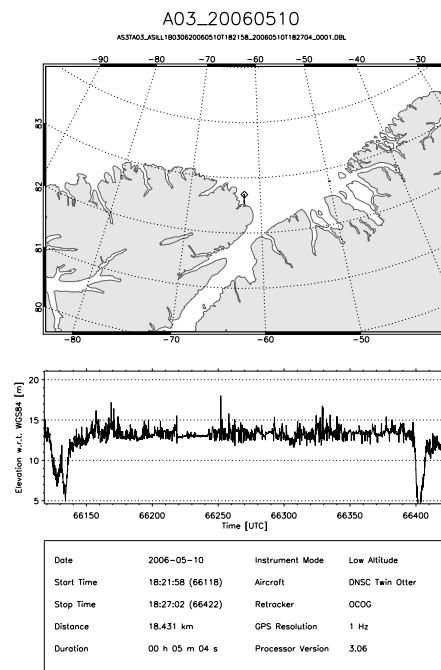 A03_20060510
AS3TA03_ASILL1B030620060510T182158_20060510T182704_0001.DBL
-90 -80 -70 -60 -50 -40 -30
83
82
81
80
-80 -70 -60 -50
Elevation w.r.t. WGS84 [m]
20
15
10
5
66150 66200 66250 66300 66350 66400
Time [UTC]
Date 2006-05-10 Instrument Mode Low Altitude
Start Time 18:21:58 (66118) Aircraft DNSC Twin Otter
Stop Time 18:27:02 (66422) Retracker OCOG
Distance 18.431 km GPS Resolution 1 Hz
Duration 00 h 05 m 04 s Processor Version 3.06